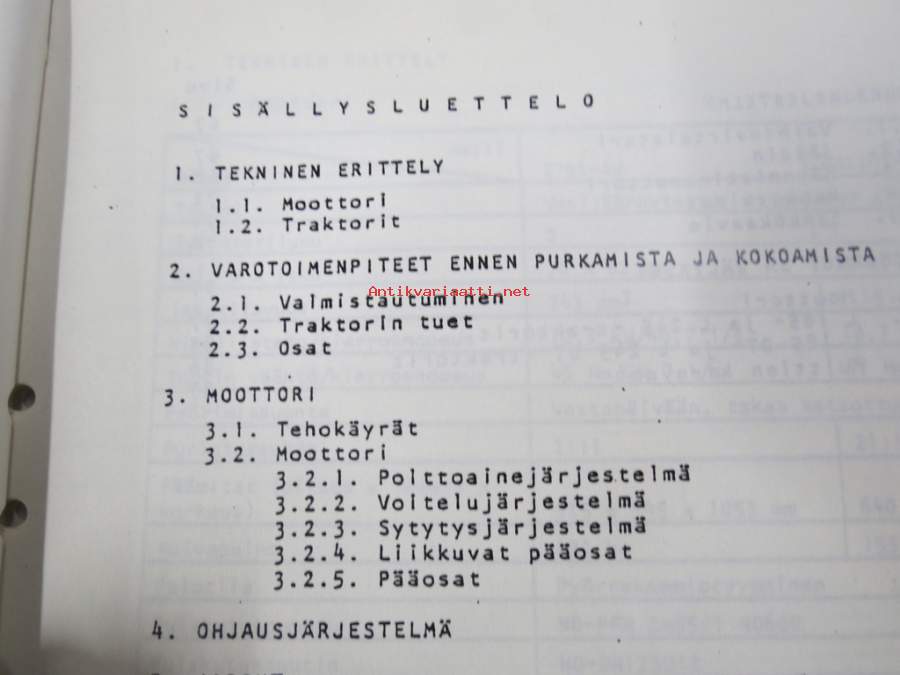 SISÄLLYSLUETTELO
1. TEKNINEN ERITTELY
1.1. Moottori
1.2. Traktorit
2. VAROTOIMENPITEET ENNEN PURKAMISTA JA KOKOAMISTA
Antikvariaatti.net
2.1. Valmistautuminen
2.2. Traktorin tuet
2.3. Osat
3. MOOTTORI
3.1. Tehokäyrät
3.2. Moottori
3.2.1. Polttoainejärjestelmä
3.2.2. Voitelujärjestelmä
3.2.3. Sytytysjärjestelmä
3.2.4. Liikkuvat pääosat
3.2.5. Pääosat
4. OHJAUSJÄRJESTELMÄ